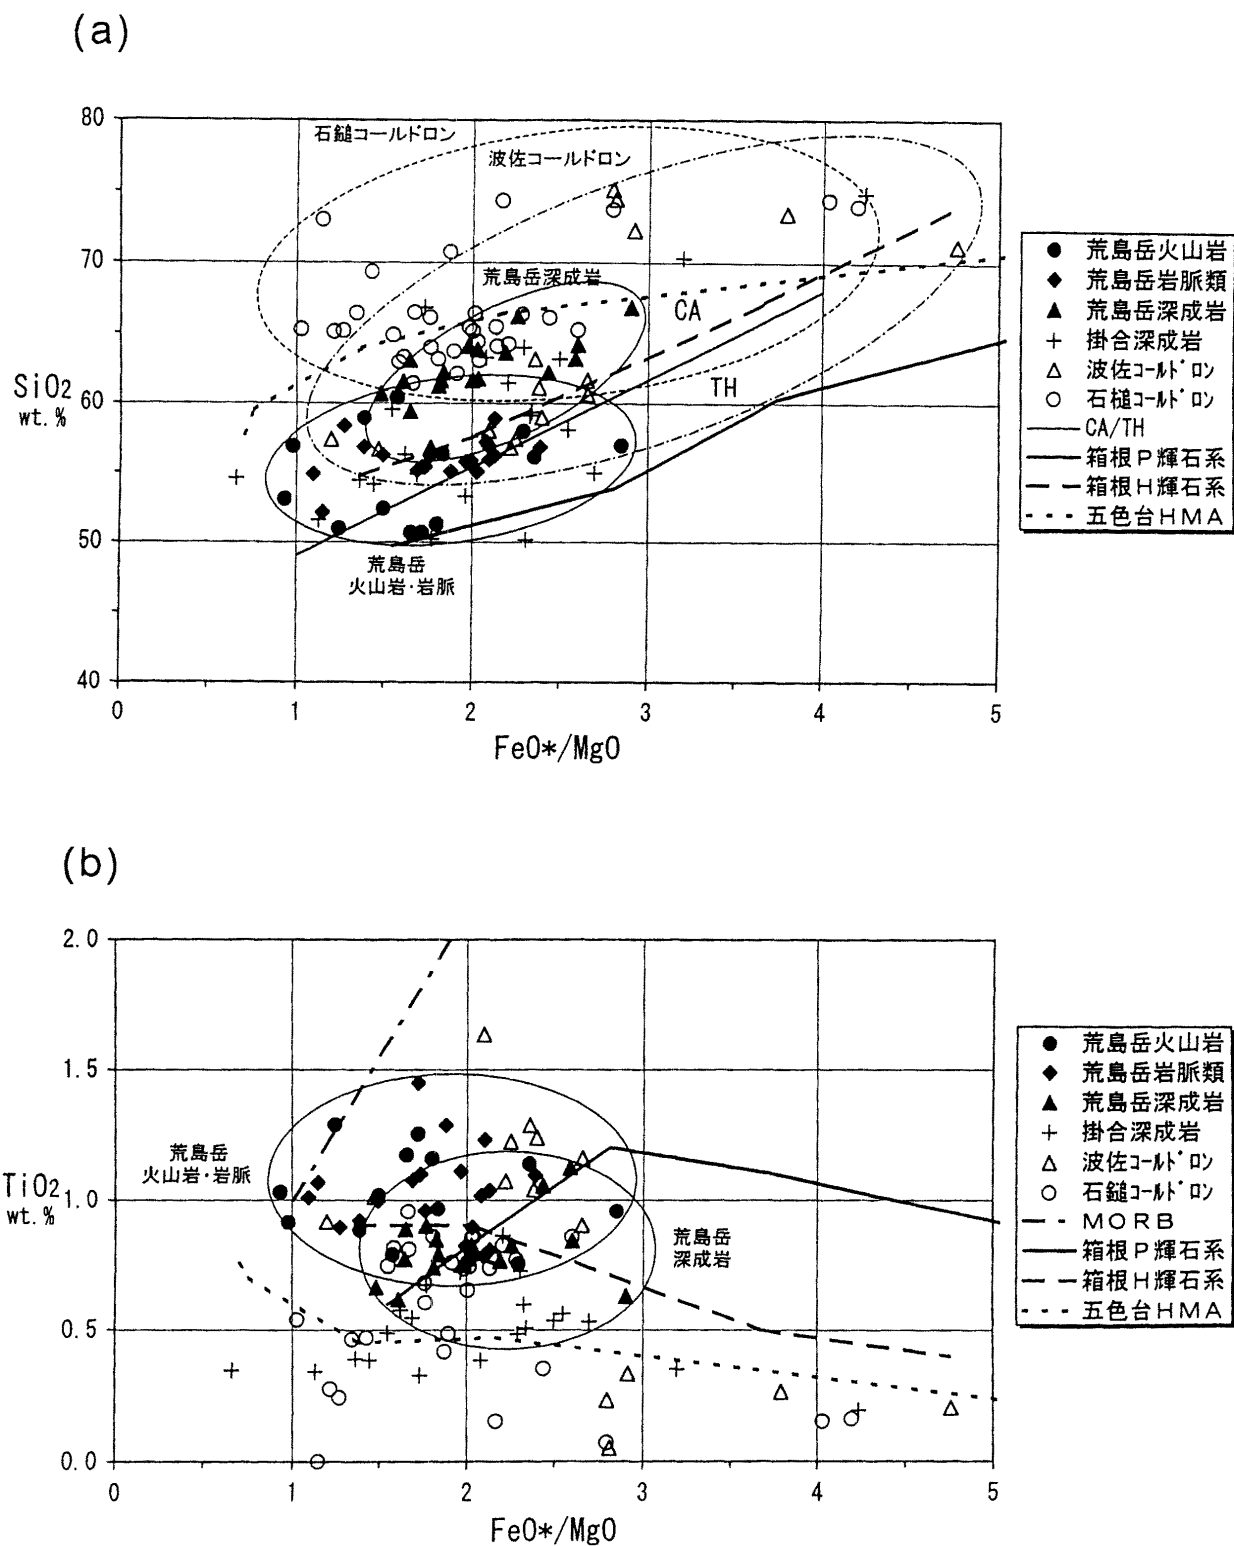 (a)
80
70
60
50
40
SiO2
wt.%
石鎚コールドロン
波佐コールドロン
荒島岳深成岩
CA
TH
荒島岳
火山岩・岩脈
0 1 2 3 4 5
FeO*/MgO
荒島岳火山岩
荒島岳岩脈類
荒島岳深成岩
掛合深成岩
波佐コールドロン
石槌コールドロン
CA/TH
箱根P輝石系
箱根H輝石系
五色台HMA
(b)
2.0
1.5
1.0
0.5
0.0
TiO2
wt.%
荒島岳
火山岩・岩脈
荒島岳
深成岩
0 1 2 3 4 5
FeO*/MgO
荒島岳火山岩
荒島岳岩脈類
荒島岳深成岩
掛合深成岩
波佐コールドロン
石鎚コールドロン
MORB
箱根P輝石系
箱根H輝石系
五色台HMA